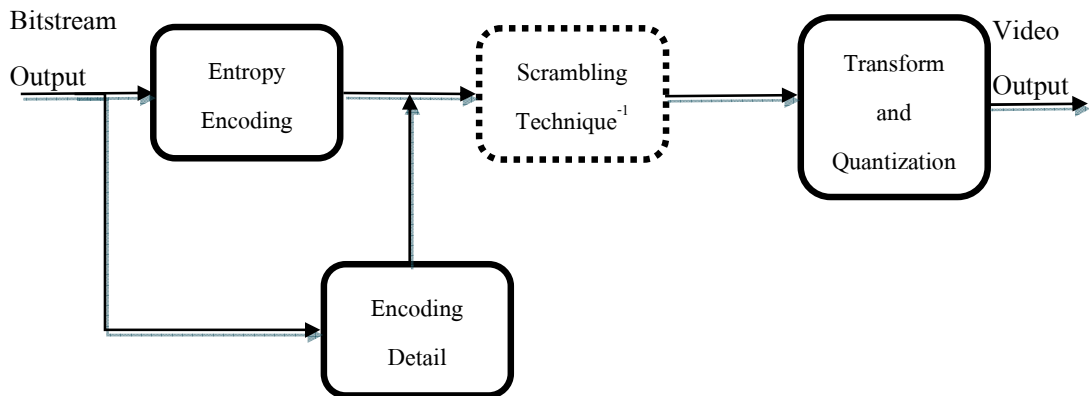 Bitstream
Output
Entropy
Encoding
Scrambling
Technique-1
Transform
and
Quantization
Video
Output
Encoding
Detail